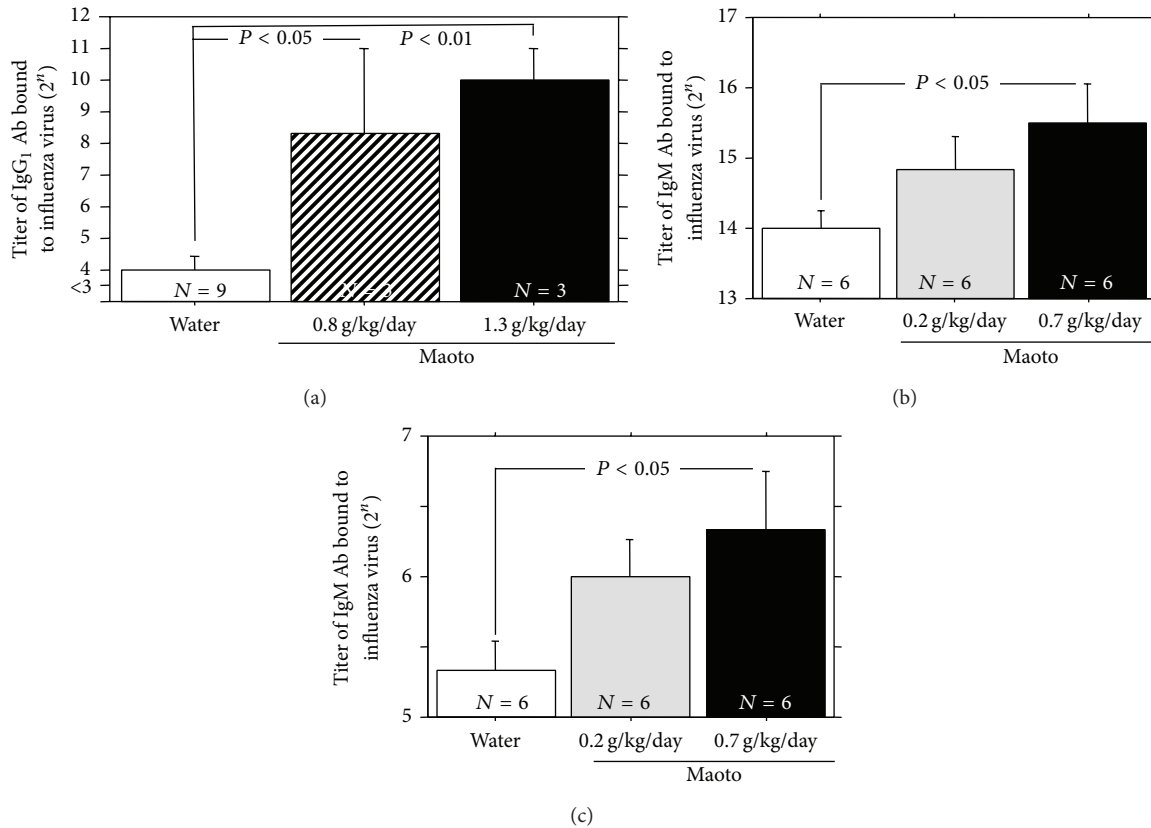 12
11
10
9
8
7
6
5
4
<3
Titer of IgG₁ Ab bound
to influenza virus (2ⁿ)
P < 0.05
P < 0.01
N = 9
N = 3
N = 3
Water
0.8 g/kg/day
1.3 g/kg/day
Maoto
(a)
17
16
15
14
13
Titer of IgM Ab bound to
influenza virus (2ⁿ)
P < 0.05
N = 6
N = 6
N = 6
Water
0.2 g/kg/day
0.7 g/kg/day
Maoto
(b)
7
6
5
Titer of IgM Ab bound to
influenza virus (2ⁿ)
P < 0.05
N = 6
N = 6
N = 6
Water
0.2 g/kg/day
0.7 g/kg/day
Maoto
(c)